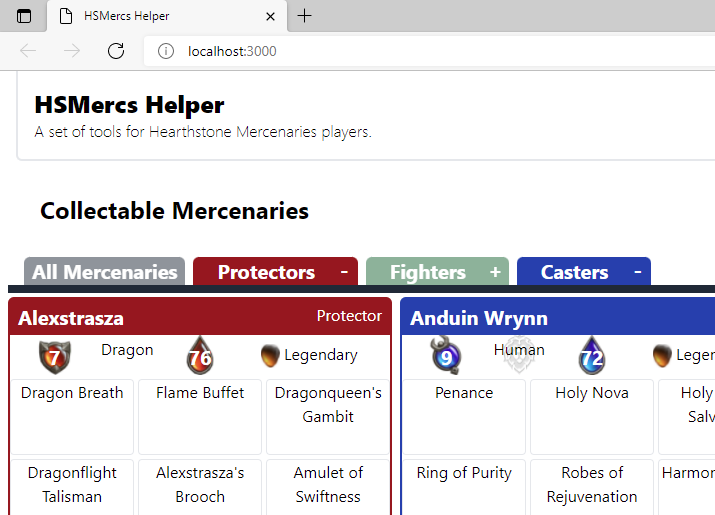 HSMercs Helper
localhost:3000
HSMercs Helper
A set of tools for Hearthstone Mercenaries players.
Collectable Mercenaries
All Mercenaries Protectors - Fighters + Casters -
Alexstrasza Protector
7 Dragon 76 Legendary
Dragon Breath Flame Buffet Dragonqueen's Gambit
Dragonflight Talisman Alexstrasza's Brooch Amulet of Swiftness
Anduin Wrynn
9 Human 72 Legen
Penance Holy Nova Holy Salv
Ring of Purity Robes of Rejuvenation Harmon